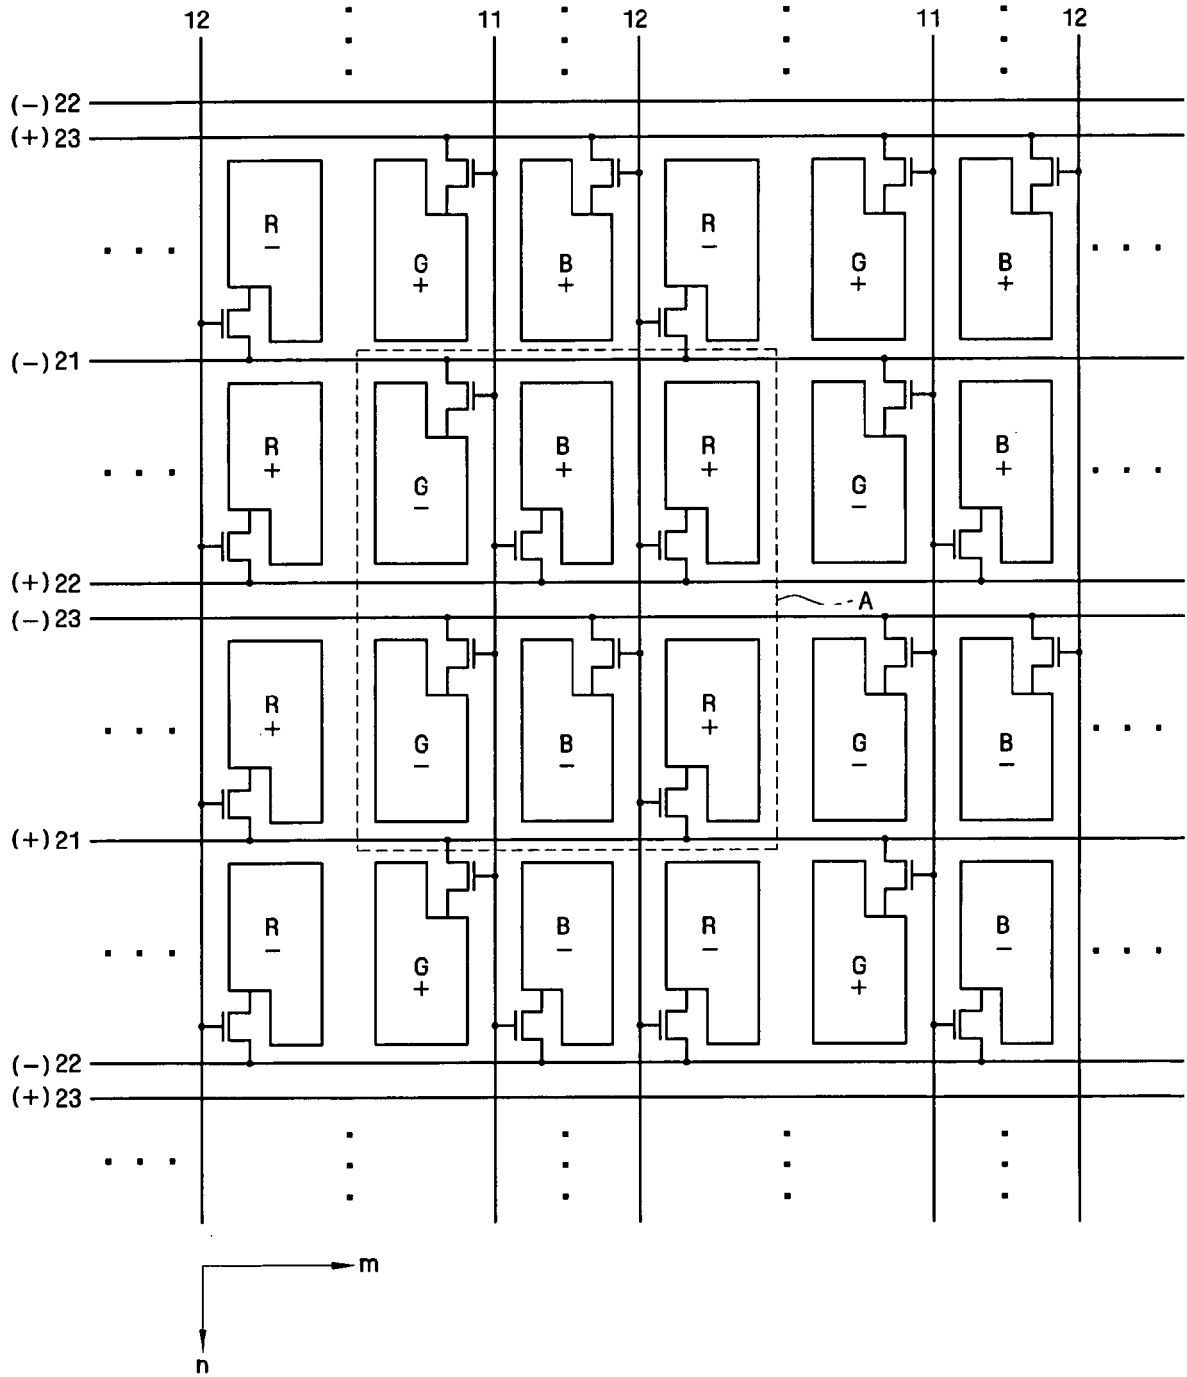 12 11 12 11 12
(-)22
(+)23
R - G + B + R - G + B +
(-)21
R + G - B + R + G - B +
(+)22
A
(-)23
R + G - B - R + G - B -
(+)21
R - G + B - R - G + B -
(-)22
(+)23
m
n